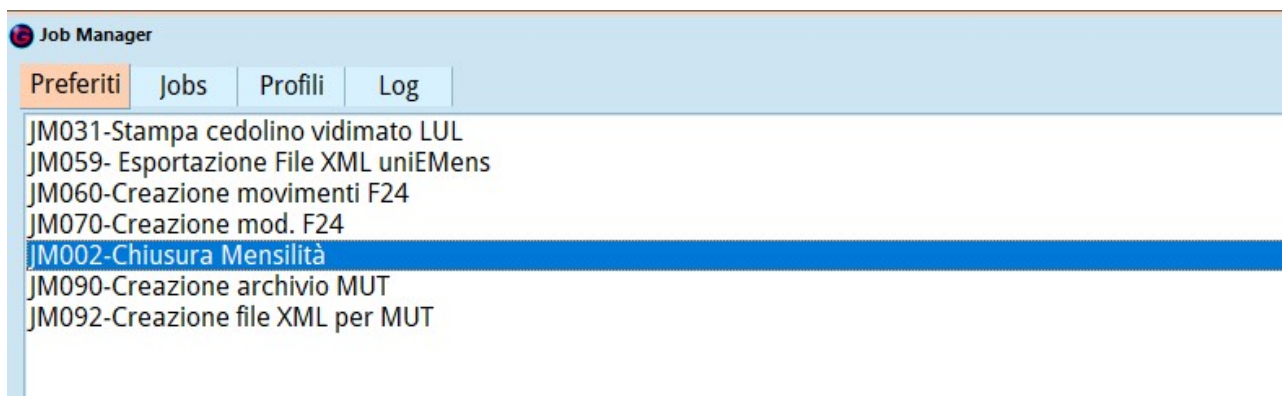 Job Manager
Preferiti Jobs Profili Log
JM031-Stampa cedolino vidimato LUL
JM059- Esportazione File XML uniEMens
JM060-Creazione movimenti F24
JM070-Creazione mod. F24
JM002-Chiusura Mensilità
JM090-Creazione archivio MUT
JM092-Creazione file XML per MUT